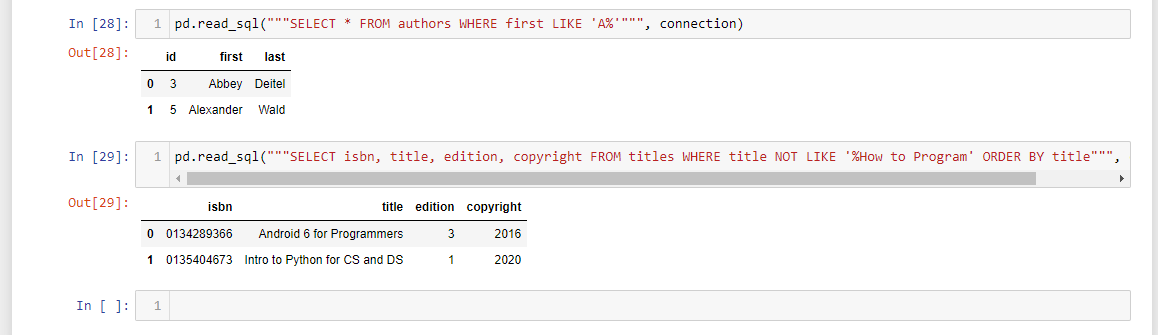 In [28]: 1 pd.read_sql("""SELECT * FROM authors WHERE first LIKE 'A%'""", connection)
Out[28]:
id first last
0 3 Abbey Deitel
1 5 Alexander Wald
In [29]: 1 pd.read_sql("""SELECT isbn, title, edition, copyright FROM titles WHERE title NOT LIKE '%How to Program' ORDER BY title""",
Out[29]:
isbn title edition copyright
0 0134289366 Android 6 for Programmers 3 2016
1 0135404673 Intro to Python for CS and DS 1 2020
In [ ]: 1